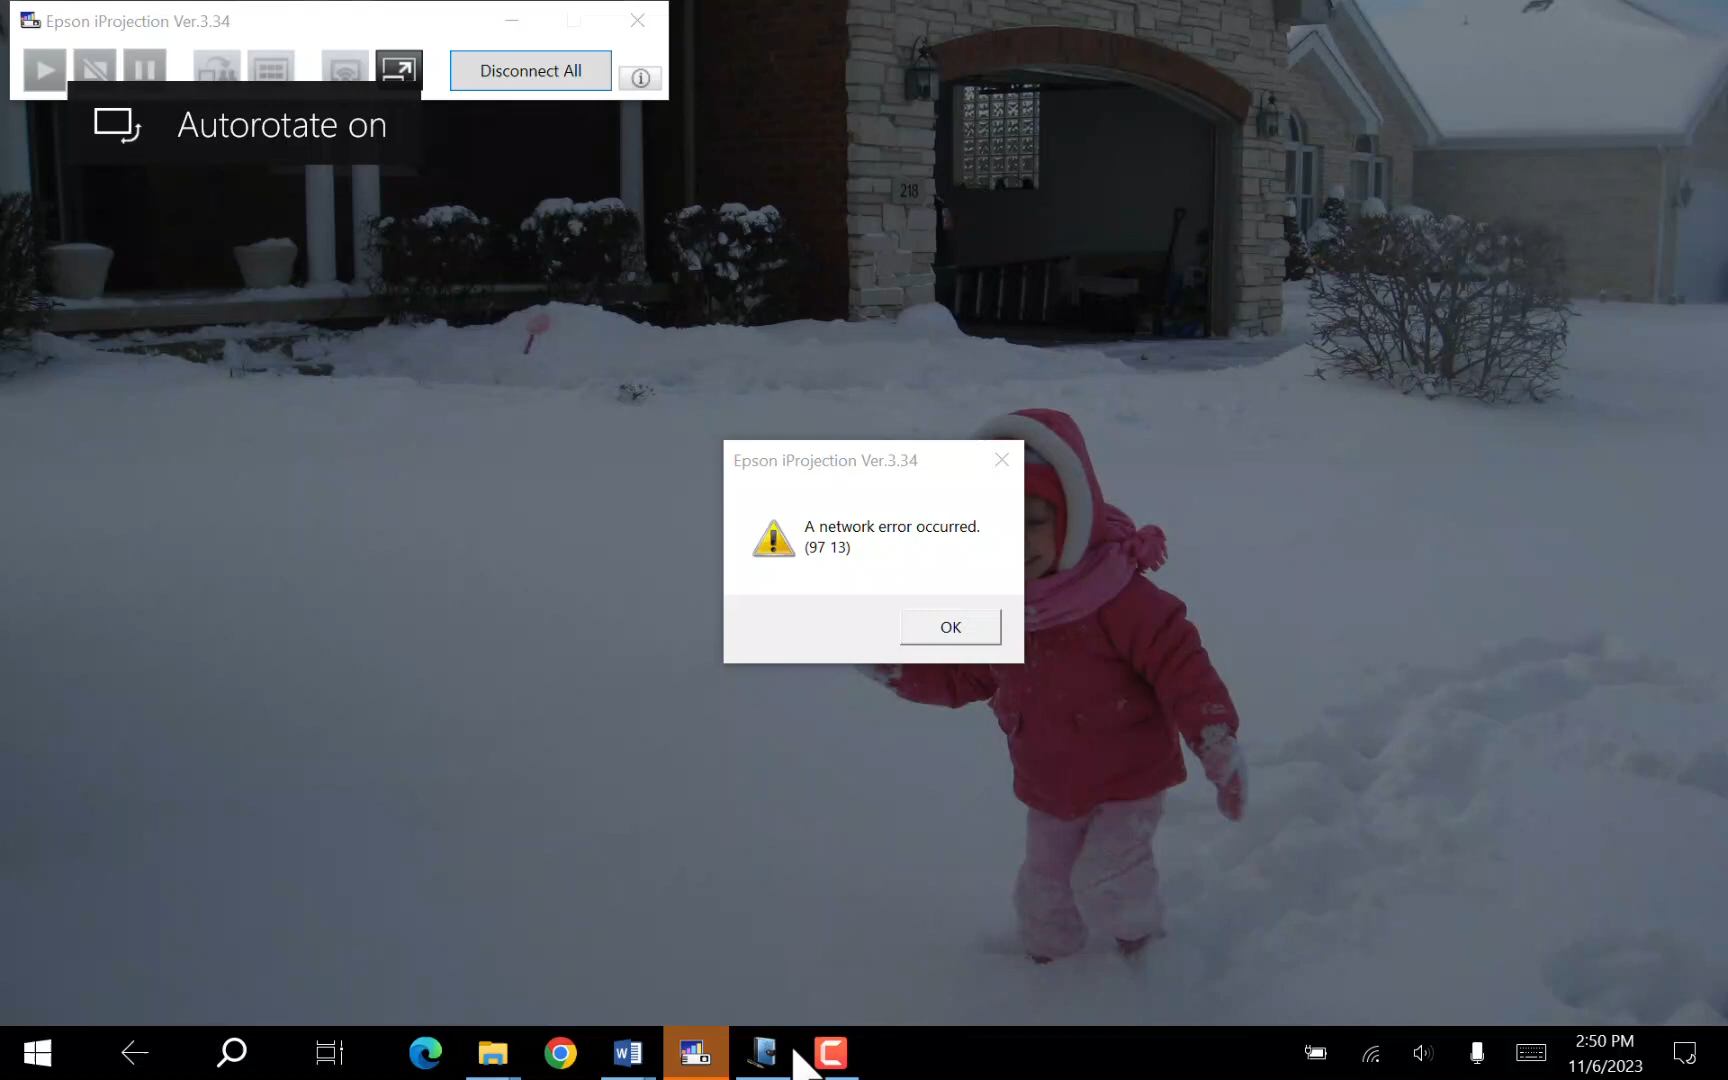 Epson iProjection Ver.3.34
Disconnect All
Autorotate on
218
Epson iProjection Ver.3.34
A network error occurred.
(97 13)
OK
2:50 PM
11/6/2023